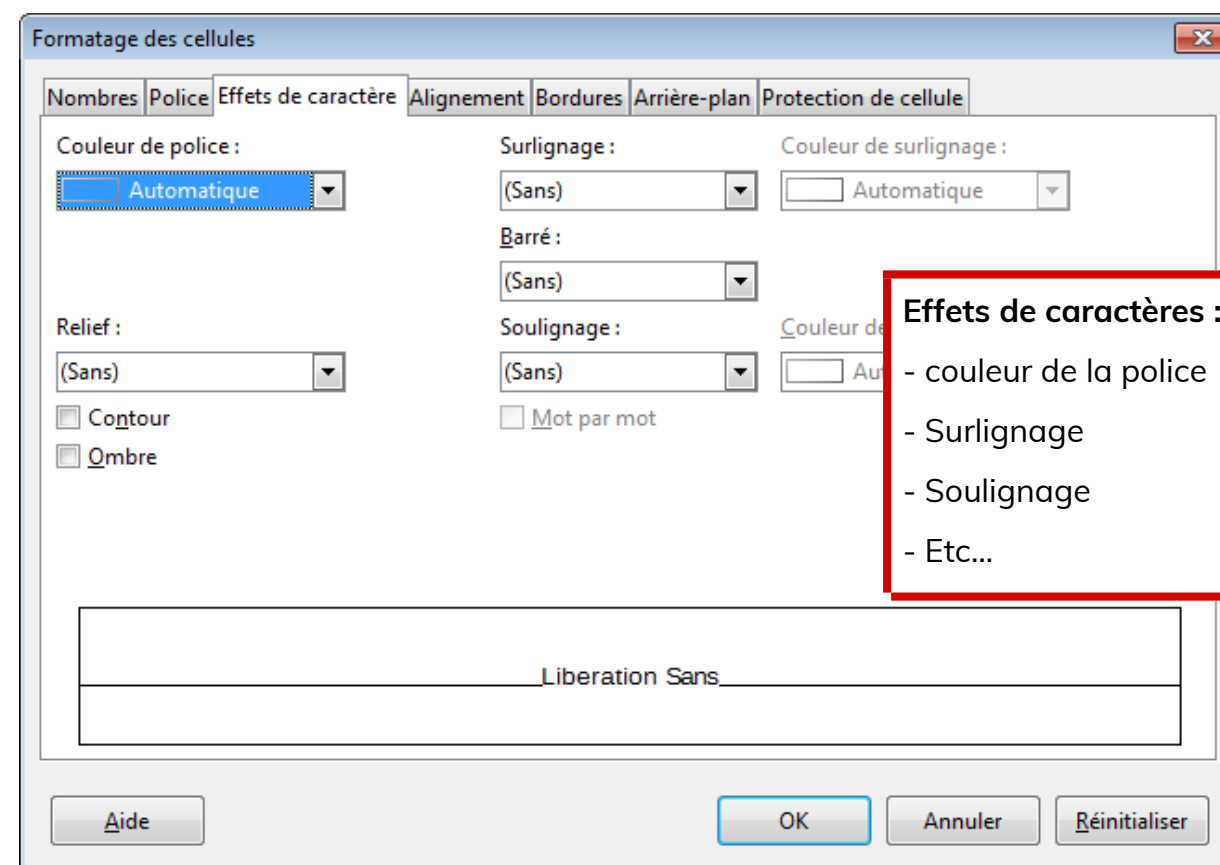 Formatage des cellules
Nombres Police Effets de caractère Alignement Bordures Arrière-plan Protection de cellule
Couleur de police : Surlignage : Couleur de surlignage :
Automatique (Sans) Automatique
Barré :
(Sans)
Relief : Soulignage : Couleur de
(Sans) (Sans)
Contour Mot par mot
Ombre
Effets de caractères :
- couleur de la police
- Surlignage
- Soulignage
- Etc...
Liberation Sans
Aide OK Annuler Réinitialiser